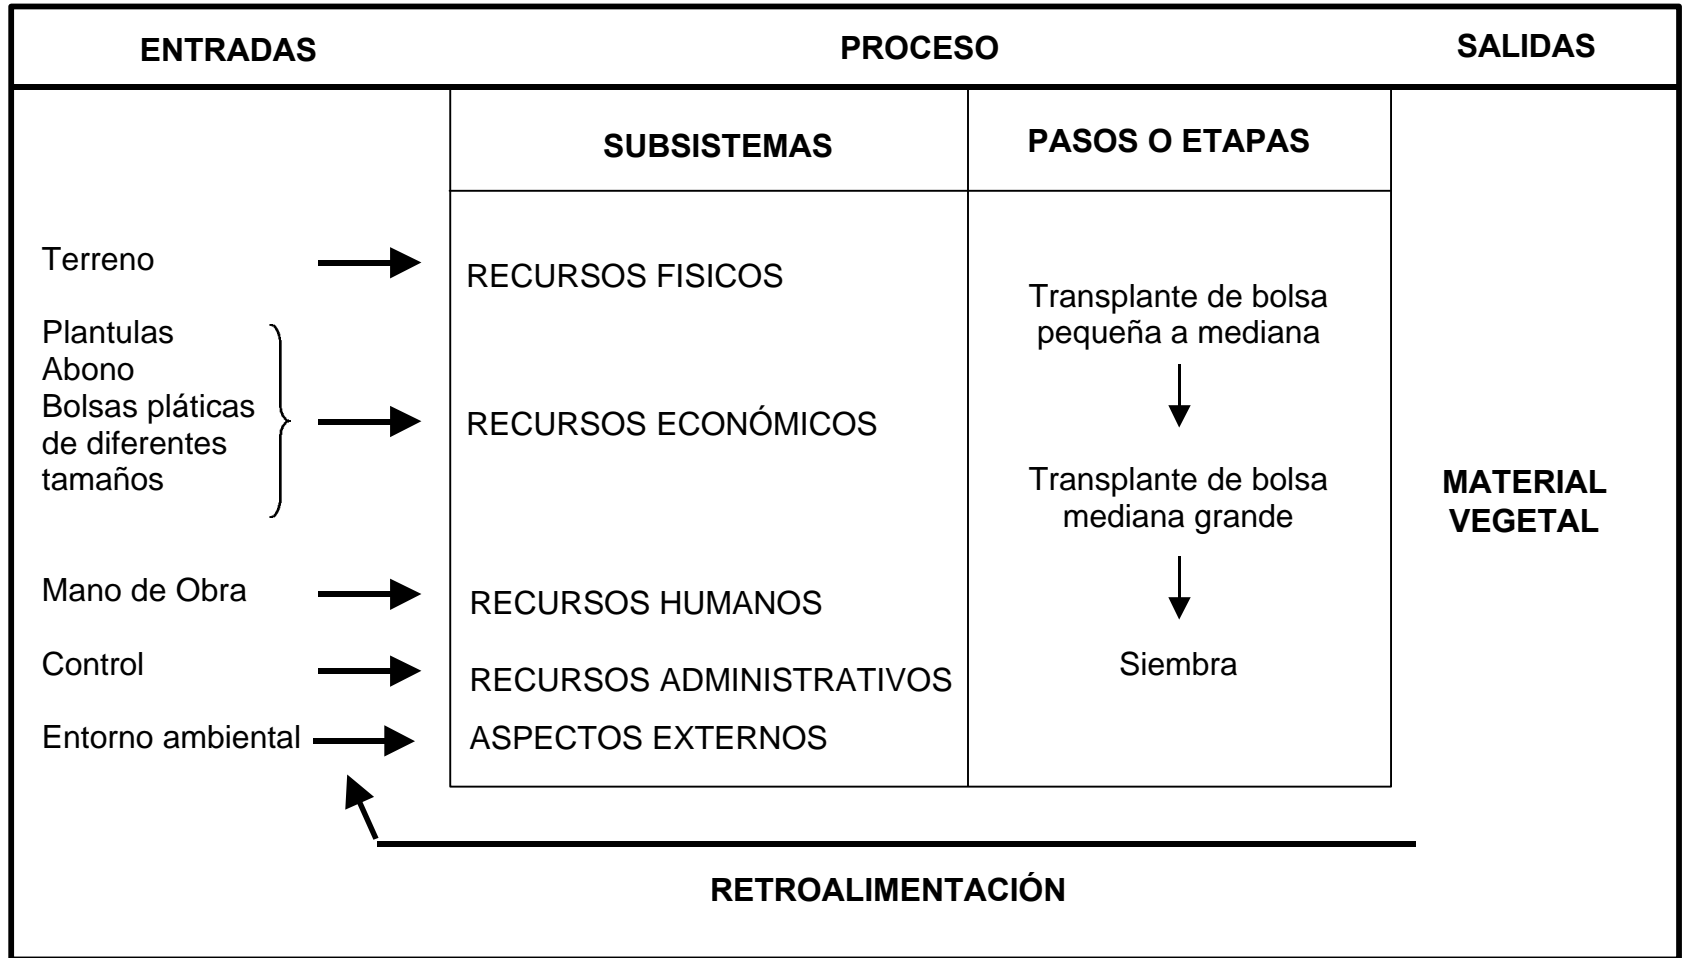 ENTRADAS
PROCESO
SALIDAS
SUBSISTEMAS
PASOS O ETAPAS
Terreno
RECURSOS FISICOS
Plantulas
Abono
Bolsas pláticas
de diferentes
tamaños
RECURSOS ECONÓMICOS
Mano de Obra
RECURSOS HUMANOS
Control
RECURSOS ADMINISTRATIVOS
Entorno ambiental
ASPECTOS EXTERNOS
Transplante de bolsa
pequeña a mediana
Transplante de bolsa
mediana grande
Siembra
MATERIAL
VEGETAL
RETROALIMENTACIÓN